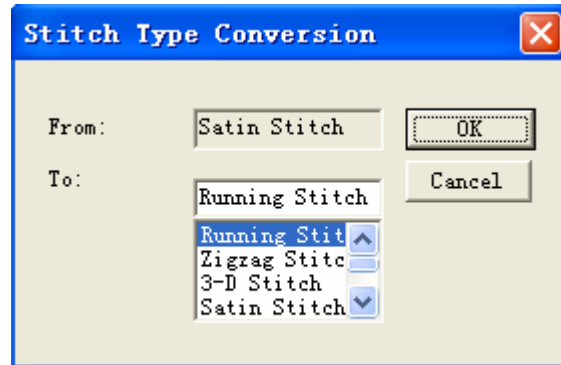 Stitch Type Conversion
From:
Satin Stitch
OK
To:
Running Stitch
Cancel
Running Stit
Zigzag Stitc
3-D Stitch
Satin Stitch